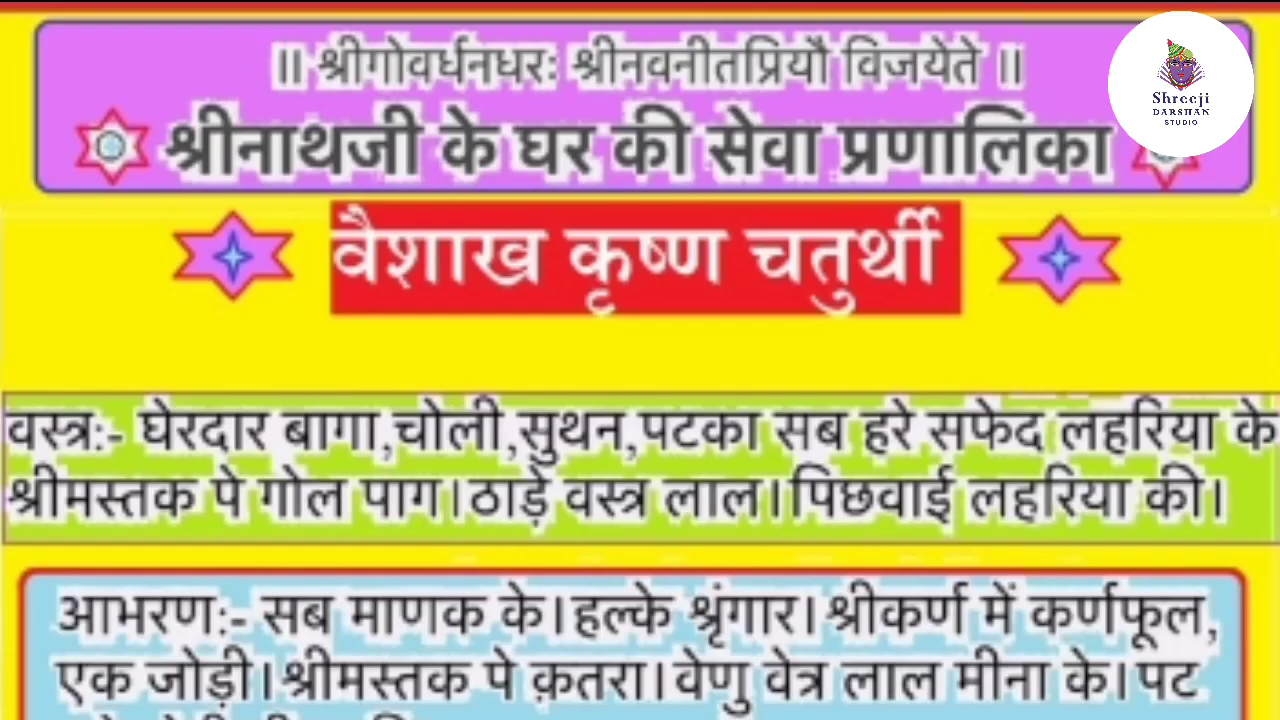 ॥ श्रीगोवर्धनधरः श्रीनवनीतप्रियौ विजयेते ॥
Shreeji
DARSHAN
STUDIO
श्रीनाथजी के घर की सेवा प्रणालिका
वैशाख कृष्ण चतुर्थी
वस्त्र:- घेरदार बागा,चोली,सुथन,पटका सब हरे सफेद लहरिया के
श्रीमस्तक पे गोल पाग।ठाड़े वस्त्र लाल।पिछवाई लहरिया की।
आभरण:- सब माणक के।हल्के श्रृंगार।श्रीकर्ण में कर्णफूल,
एक जोड़ी।श्रीमस्तक पे क़तरा।वेणु वेत्र लाल मीना के।पट